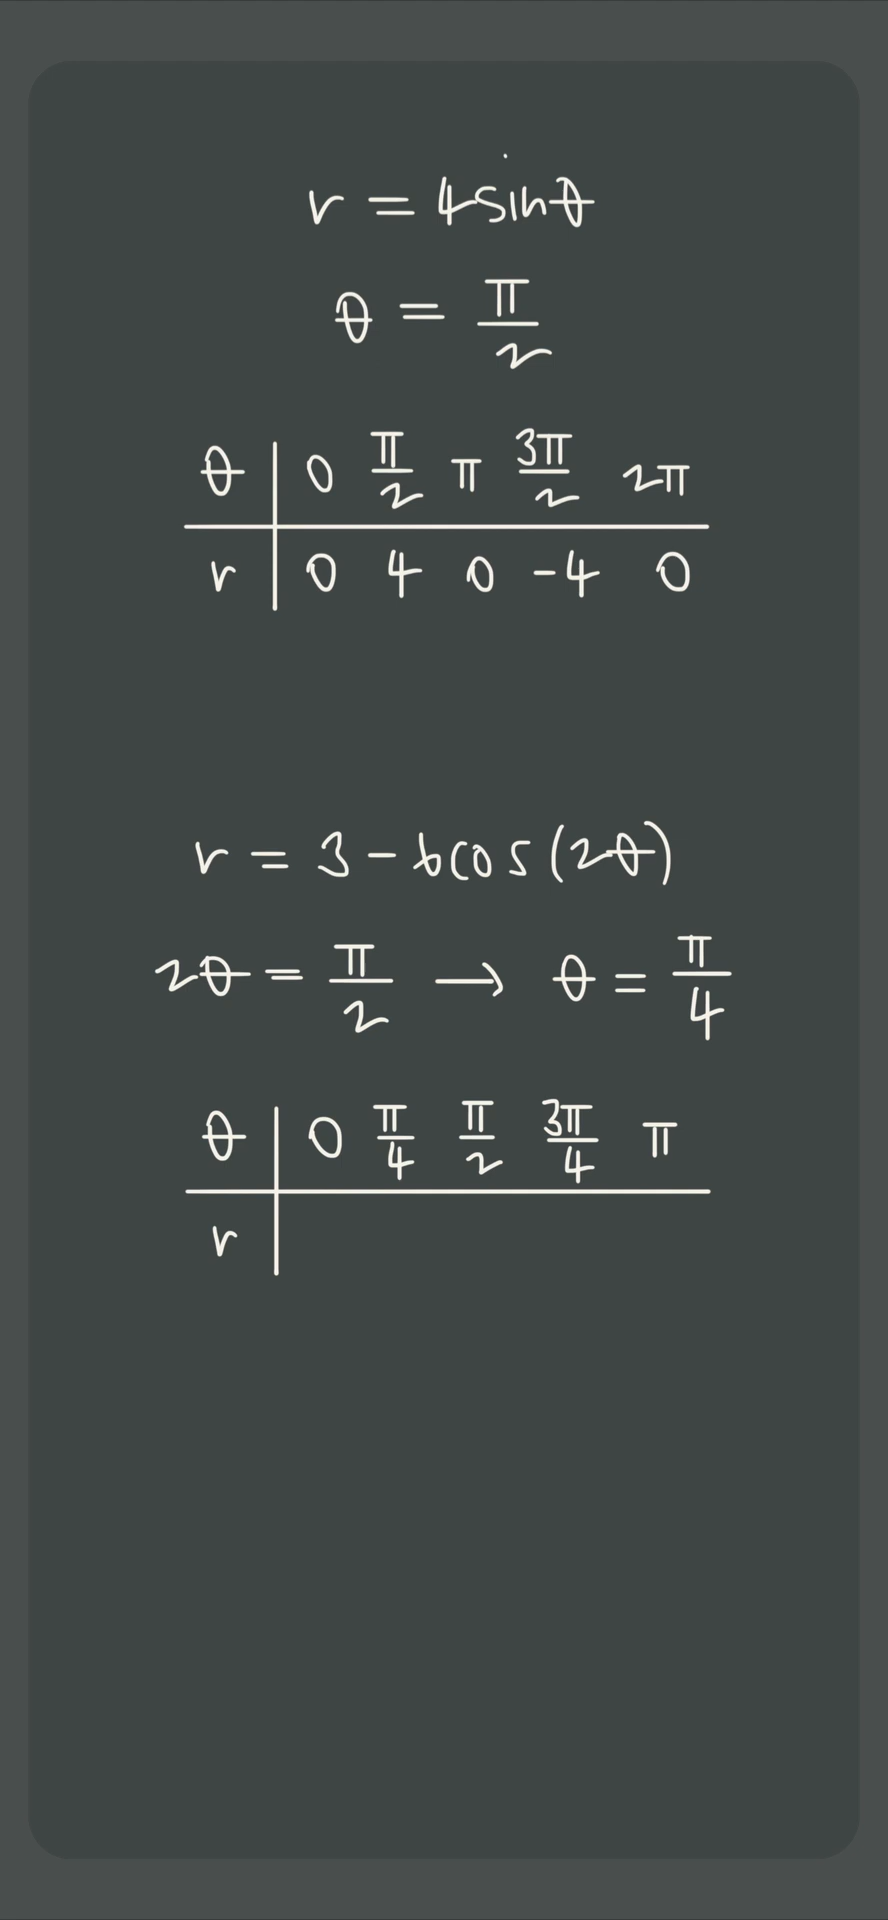 r = 4sinθ
θ = π/2
θ | 0 π/2 π 3π/2 2π
r | 0 4 0 -4 0
r = 3 - 6cos(2θ)
2θ = π/2 → θ = π/4
θ | 0 π/4 π/2 3π/4 π
r |